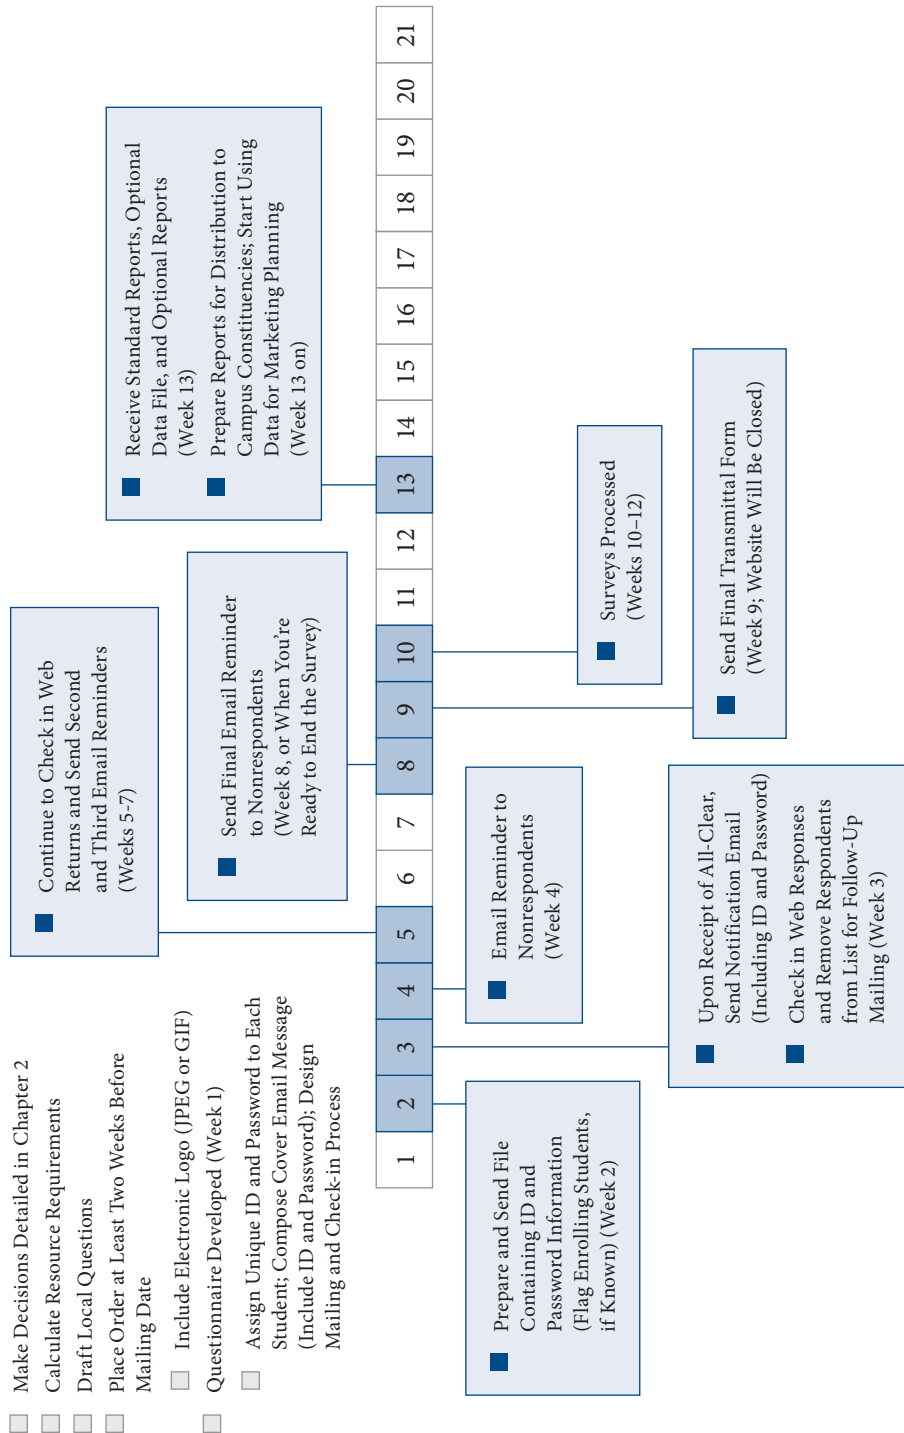 Make Decisions Detailed in Chapter 2
Calculate Resource Requirements
Draft Local Questions
Place Order at Least Two Weeks Before
Mailing Date
Include Electronic Logo (JPEG or GIF)
Questionnaire Developed (Week 1)
Assign Unique ID and Password to Each
Student; Compose Cover Email Message
(Include ID and Password); Design
Mailing and Check-in Process
Continue to Check in Web
Returns and Send Second
and Third Email Reminders
(Weeks 5-7)
Send Final Email Reminder
to Nonrespondents
(Week 8, or When You're
Ready to End the Survey)
Receive Standard Reports, Optional
Data File, and Optional Reports
(Week 13)
Prepare Reports for Distribution to
Campus Constituencies; Start Using
Data for Marketing Planning
(Week 13 on)
1 2 3 4 5 6 7 8 9 10 11 12 13 14 15 16 17 18 19 20 21
Prepare and Send File
Containing ID and
Password Information
(Flag Enrolling Students,
if Known) (Week 2)
Email Reminder to
Nonrespondents
(Week 4)
Upon Receipt of All-Clear,
Send Notification Email
(Including ID and Password)
Check in Web Responses
and Remove Respondents
from List for Follow-Up
Mailing (Week 3)
Surveys Processed
(Weeks 10–12)
Send Final Transmittal Form
(Week 9; Website Will Be Closed)